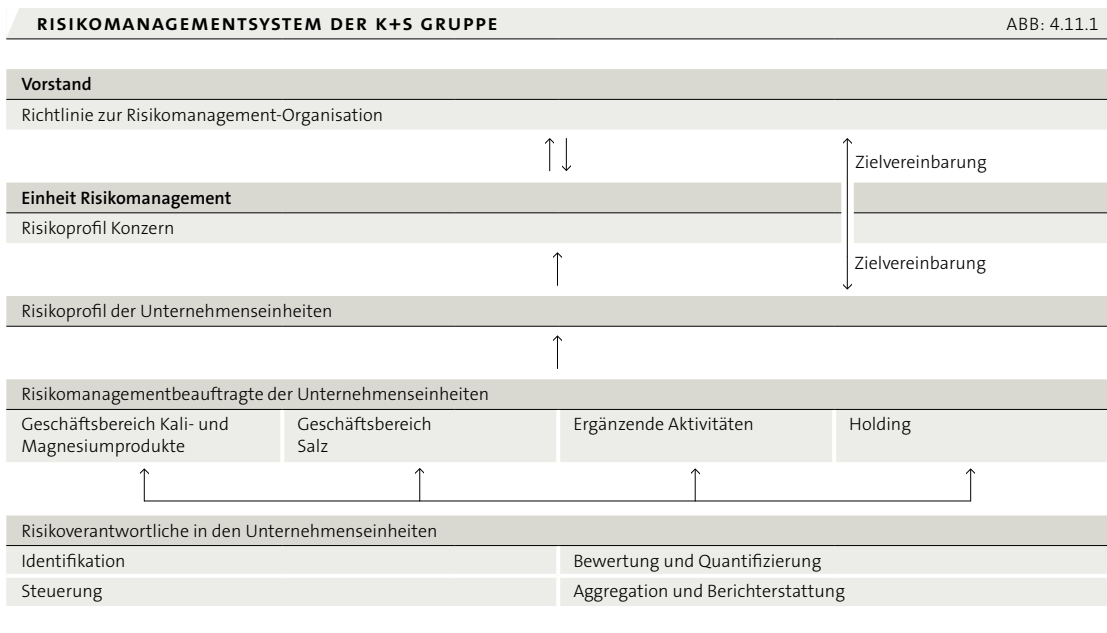 RISIKOMANAGEMENTSYSTEM DER K+S GRUPPE
ABB: 4.11.1
Vorstand
Richtlinie zur Risikomanagement-Organisation
Zielvereinbarung
Einheit Risikomanagement
Risikoprofil Konzern
Zielvereinbarung
Risikoprofil der Unternehmenseinheiten
Risikomanagementbeauftragte der Unternehmenseinheiten
Geschäftsbereich Kali- und
Magnesiumprodukte
Geschäftsbereich
Salz
Ergänzende Aktivitäten
Holding
Risikoverantwortliche in den Unternehmenseinheiten
Identifikation
Bewertung und Quantifizierung
Steuerung
Aggregation und Berichterstattung